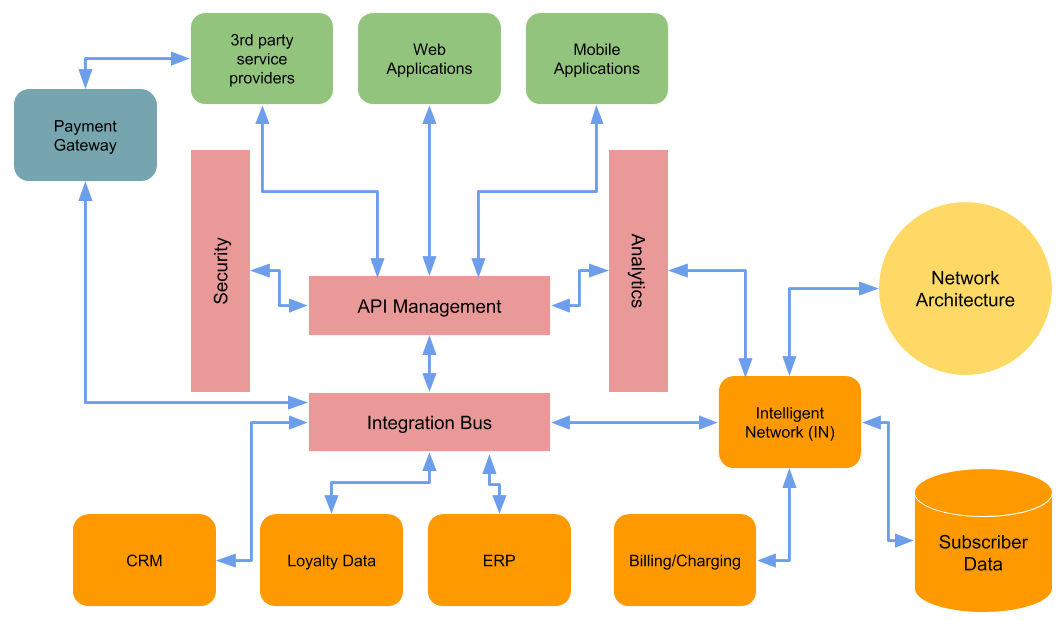 3rd party
service
providers
Web
Applications
Mobile
Applications
Payment
Gateway
Security
Analytics
API Management
Network
Architecture
Integration Bus
Intelligent
Network (IN)
CRM
Loyalty Data
ERP
Billing/Charging
Subscriber
Data